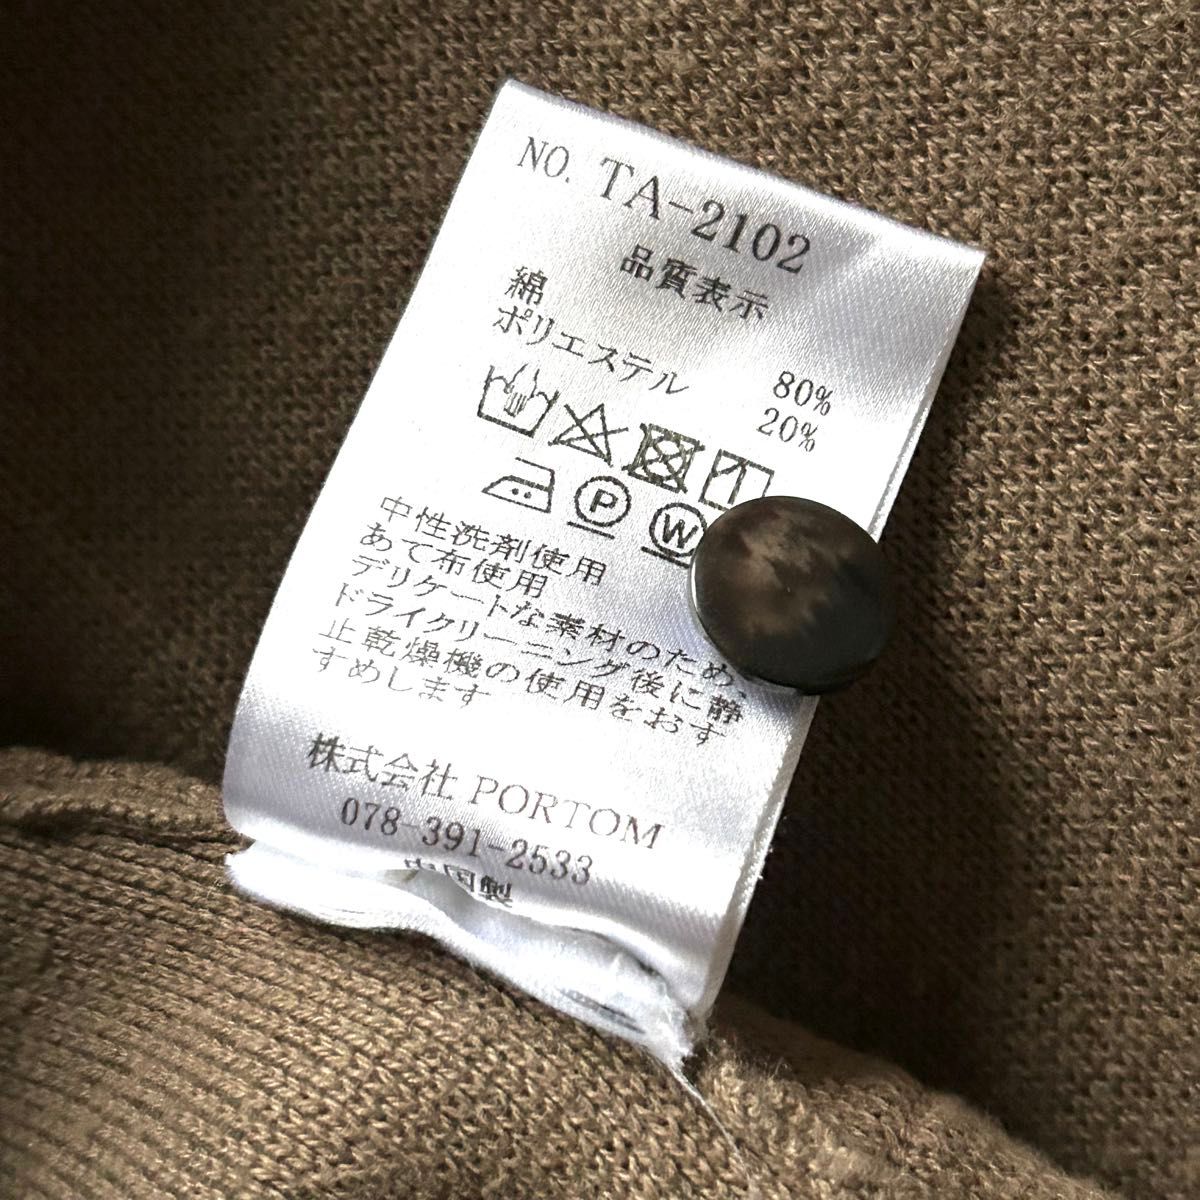 NO. TA-2102
品質表示
綿 80%
ポリエステル 20%
P W
中性洗剤使用
あて布使用
デリケートな素材のため、
ドライクリーニング後に静
止乾燥機の使用をおす
すめします
株式会社 PORTOM
078-391-2533
中国製